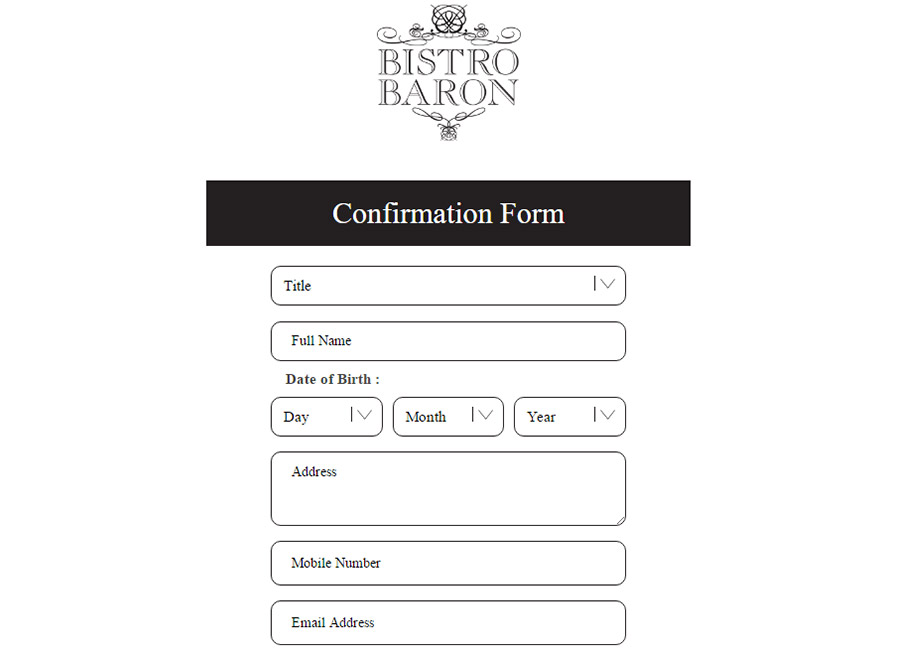 BISTRO
BARON
Confirmation Form
Title
Full Name
Date of Birth :
Day Month Year
Address
Mobile Number
Email Address